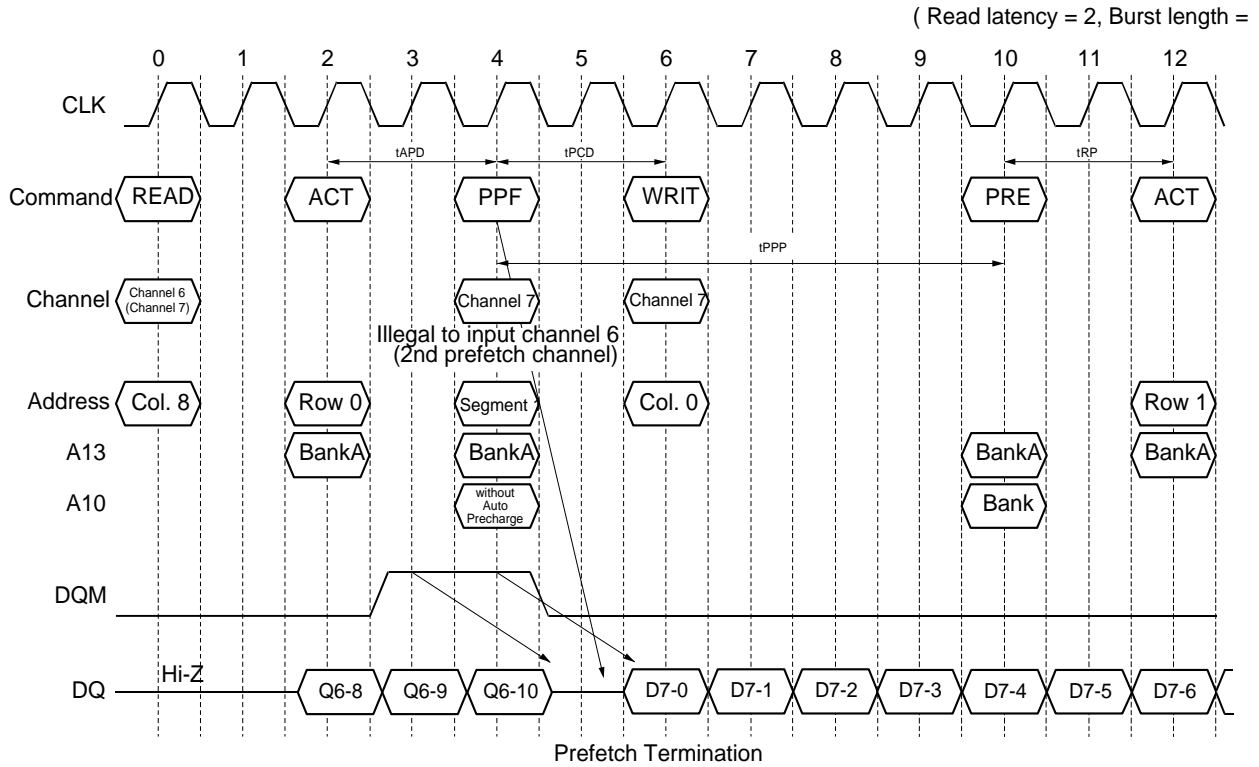 ( Read latency = 2, Burst length =
0 1 2 3 4 5 6 7 8 9 10 11 12
CLK
tAPD tPCD tRP
Command READ ACT PPF WRIT PRE ACT
tPPP
Channel Channel 6 (Channel 7) Channel 7 Channel 7
Illegal to input channel 6
(2nd prefetch channel)
Address Col. 8 Row 0 Segment 1 Col. 0 Row 1
A13 BankA BankA BankA BankA
A10 without Auto Precharge Bank
DQM
Hi-Z
DQ Q6-8 Q6-9 Q6-10 D7-0 D7-1 D7-2 D7-3 D7-4 D7-5 D7-6
Prefetch Termination